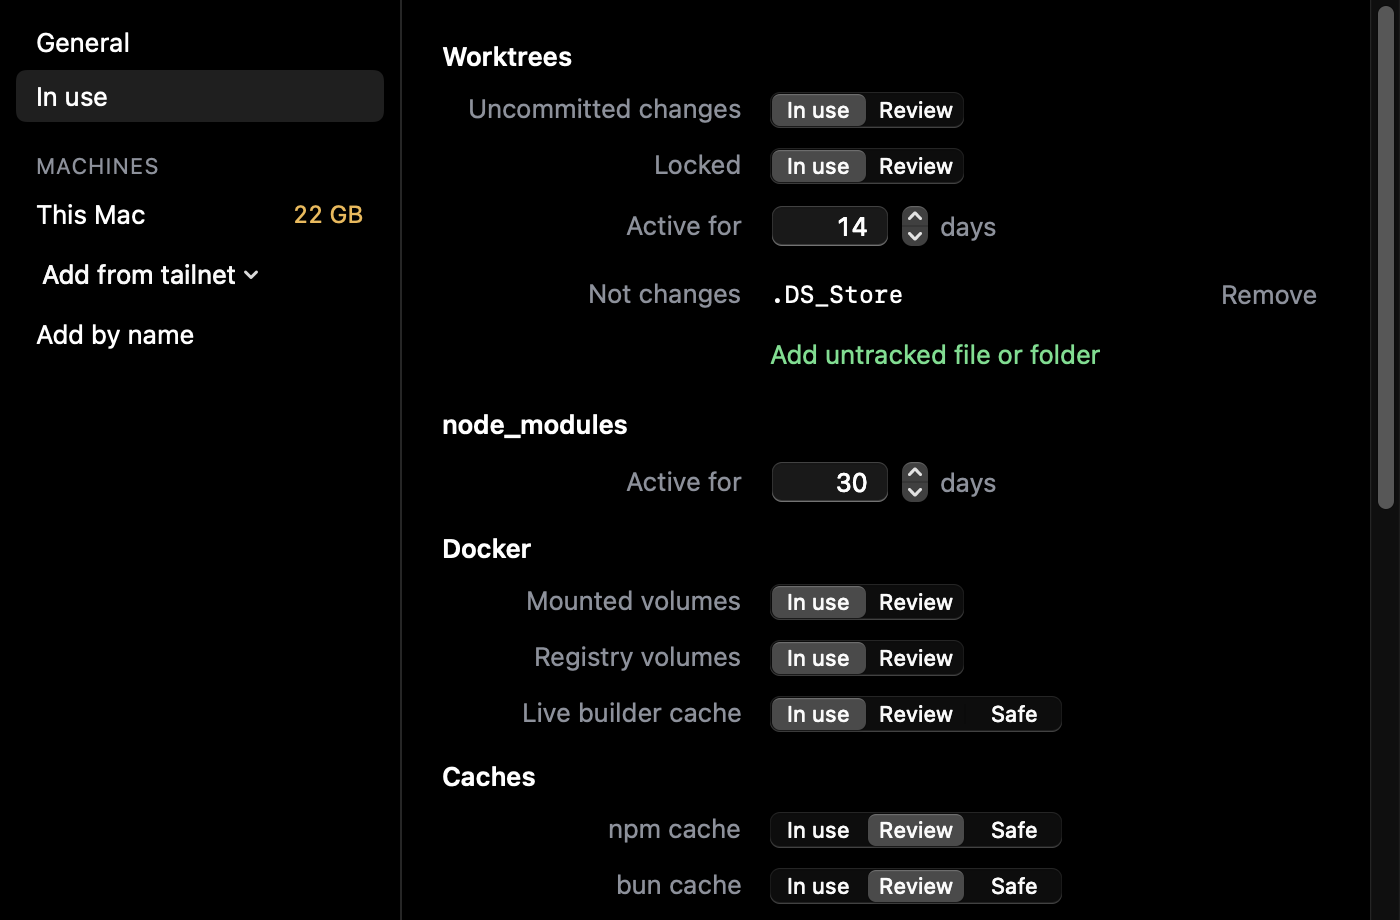 General
In use
MACHINES
This Mac 22 GB
Add from tailnet
Add by name
Worktrees
Uncommitted changes In use Review
Locked In use Review
Active for 14 days
Not changes .DS_Store Remove
Add untracked file or folder
node_modules
Active for 30 days
Docker
Mounted volumes In use Review
Registry volumes In use Review
Live builder cache In use Review Safe
Caches
npm cache In use Review Safe
bun cache In use Review Safe